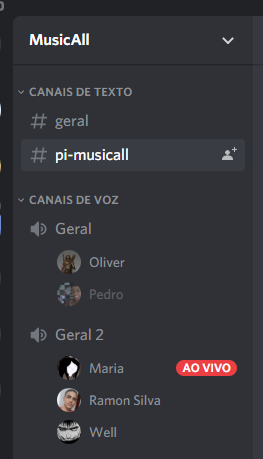 MusicAll
CANAIS DE TEXTO
geral
pi-musicall
CANAIS DE VOZ
Geral
Oliver
Pedro
Geral 2
Maria AO VIVO
Ramon Silva
Well